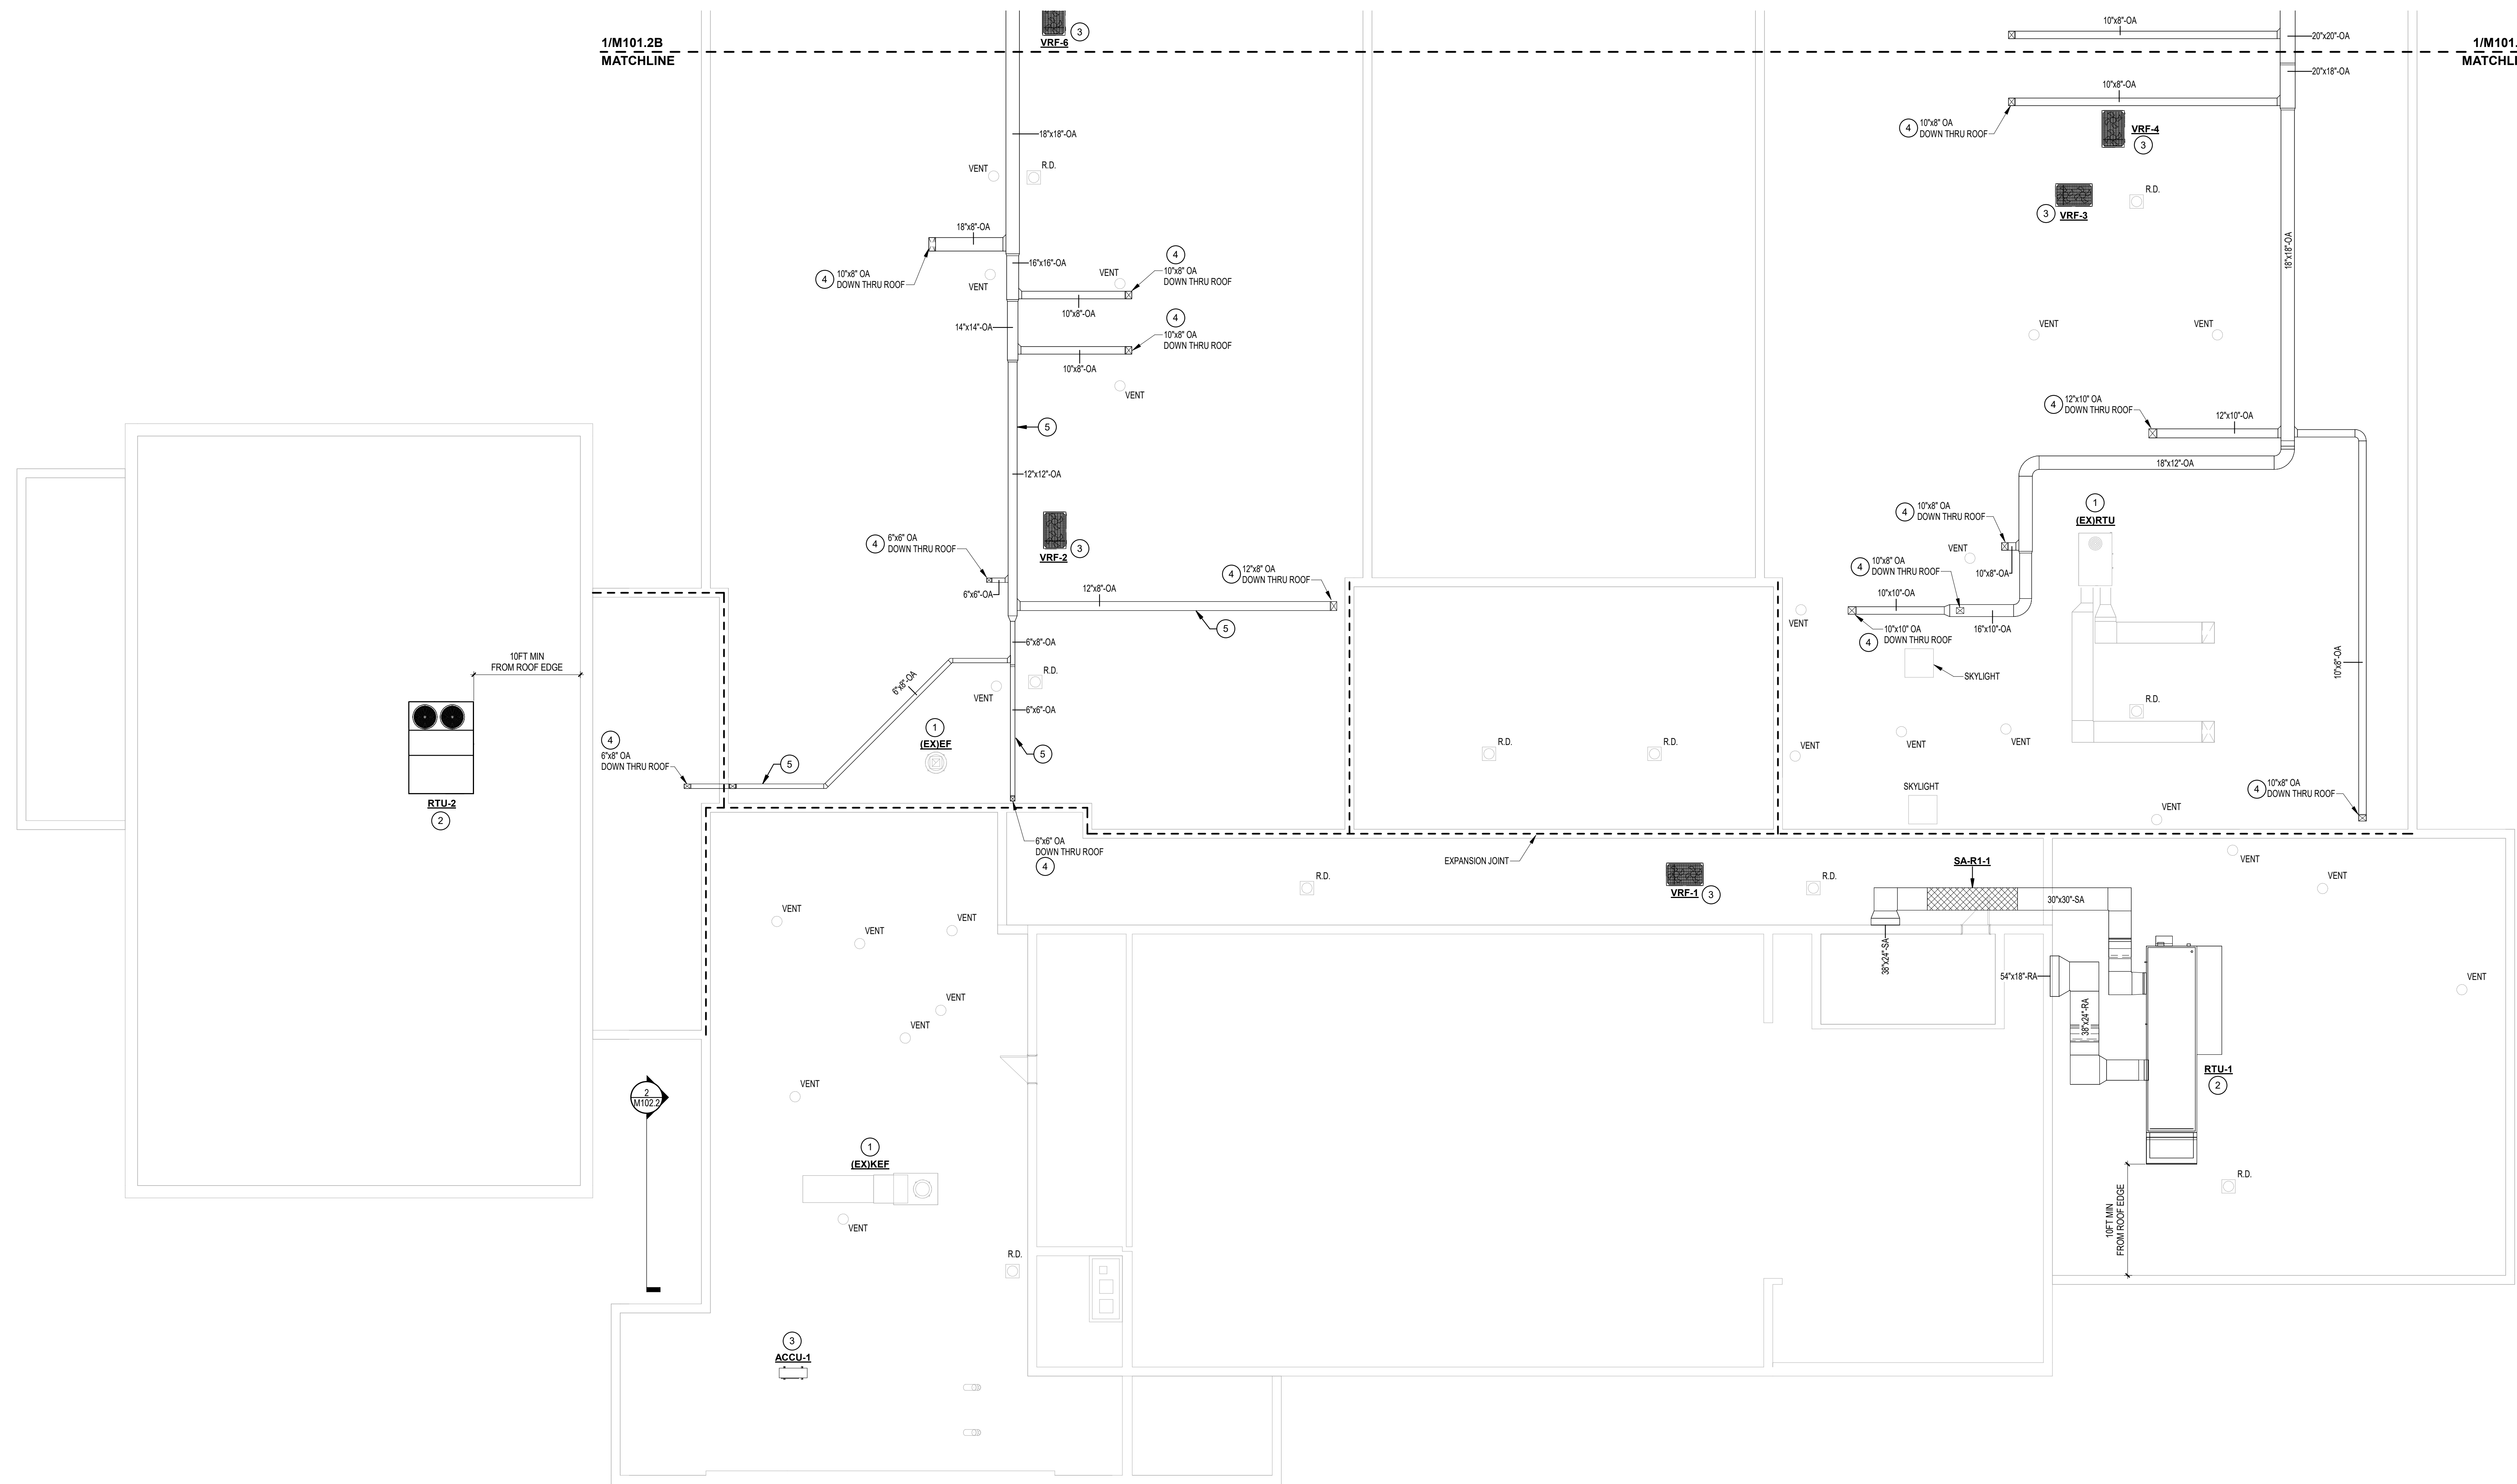 1/M101.2B
MATCHLINE
VRF-6
3
10"x8"-OA
20"x20"-OA
1/M101.
MATCHLI
20"x18"-OA
10"x8"-OA
4
10"x8" OA
DOWN THRU ROOF
VRF-4
3
18"x18"-OA
VENT
R.D.
3
VRF-3
R.D.
18"x8"-OA
4
10"x8" OA
DOWN THRU ROOF
16"x16"-OA
VENT
VENT
4
10"x8" OA
DOWN THRU ROOF
10"x8"-OA
18"x18"-OA
14"x14"-OA
4
10"x8" OA
DOWN THRU ROOF
10"x8"-OA
VENT
VENT
VENT
5
4
12"x10" OA
DOWN THRU ROOF
12"x10"-OA
18"x12"-OA
12"x12"-OA
VRF-2
3
4
6"x6" OA
DOWN THRU ROOF
6"x6"-OA
12"x8"-OA
4
12"x8" OA
DOWN THRU ROOF
5
4
10"x8" OA
DOWN THRU ROOF
VENT
10"x8"-OA
1
(EX)RTU
4
10"x8" OA
DOWN THRU ROOF
10"x10"-OA
16"x10"-OA
4
10"x10" OA
DOWN THRU ROOF
VENT
SKYLIGHT
10"x8"-OA
10FT MIN
FROM ROOF EDGE
6"x8"-OA
6"x8"-OA
R.D.
VENT
6"x6"-OA
1
(EX)EF
5
4
6"x8" OA
DOWN THRU ROOF
5
RTU-2
2
R.D.
R.D.
VENT
VENT
VENT
R.D.
SKYLIGHT
VENT
4
10"x8" OA
DOWN THRU ROOF
6"x6" OA
DOWN THRU ROOF
4
EXPANSION JOINT
R.D.
VRF-1
3
R.D.
SA-R1-1
30"x30"-SA
38"x24"-SA
VENT
VENT
VENT
54"x18"-RA
38"x24"-RA
RTU-1
2
10FT MIN
FROM ROOF EDGE
R.D.
VENT
VENT
VENT
VENT
VENT
VENT
2
M102.2
1
(EX)KEF
VENT
R.D.
3
ACCU-1